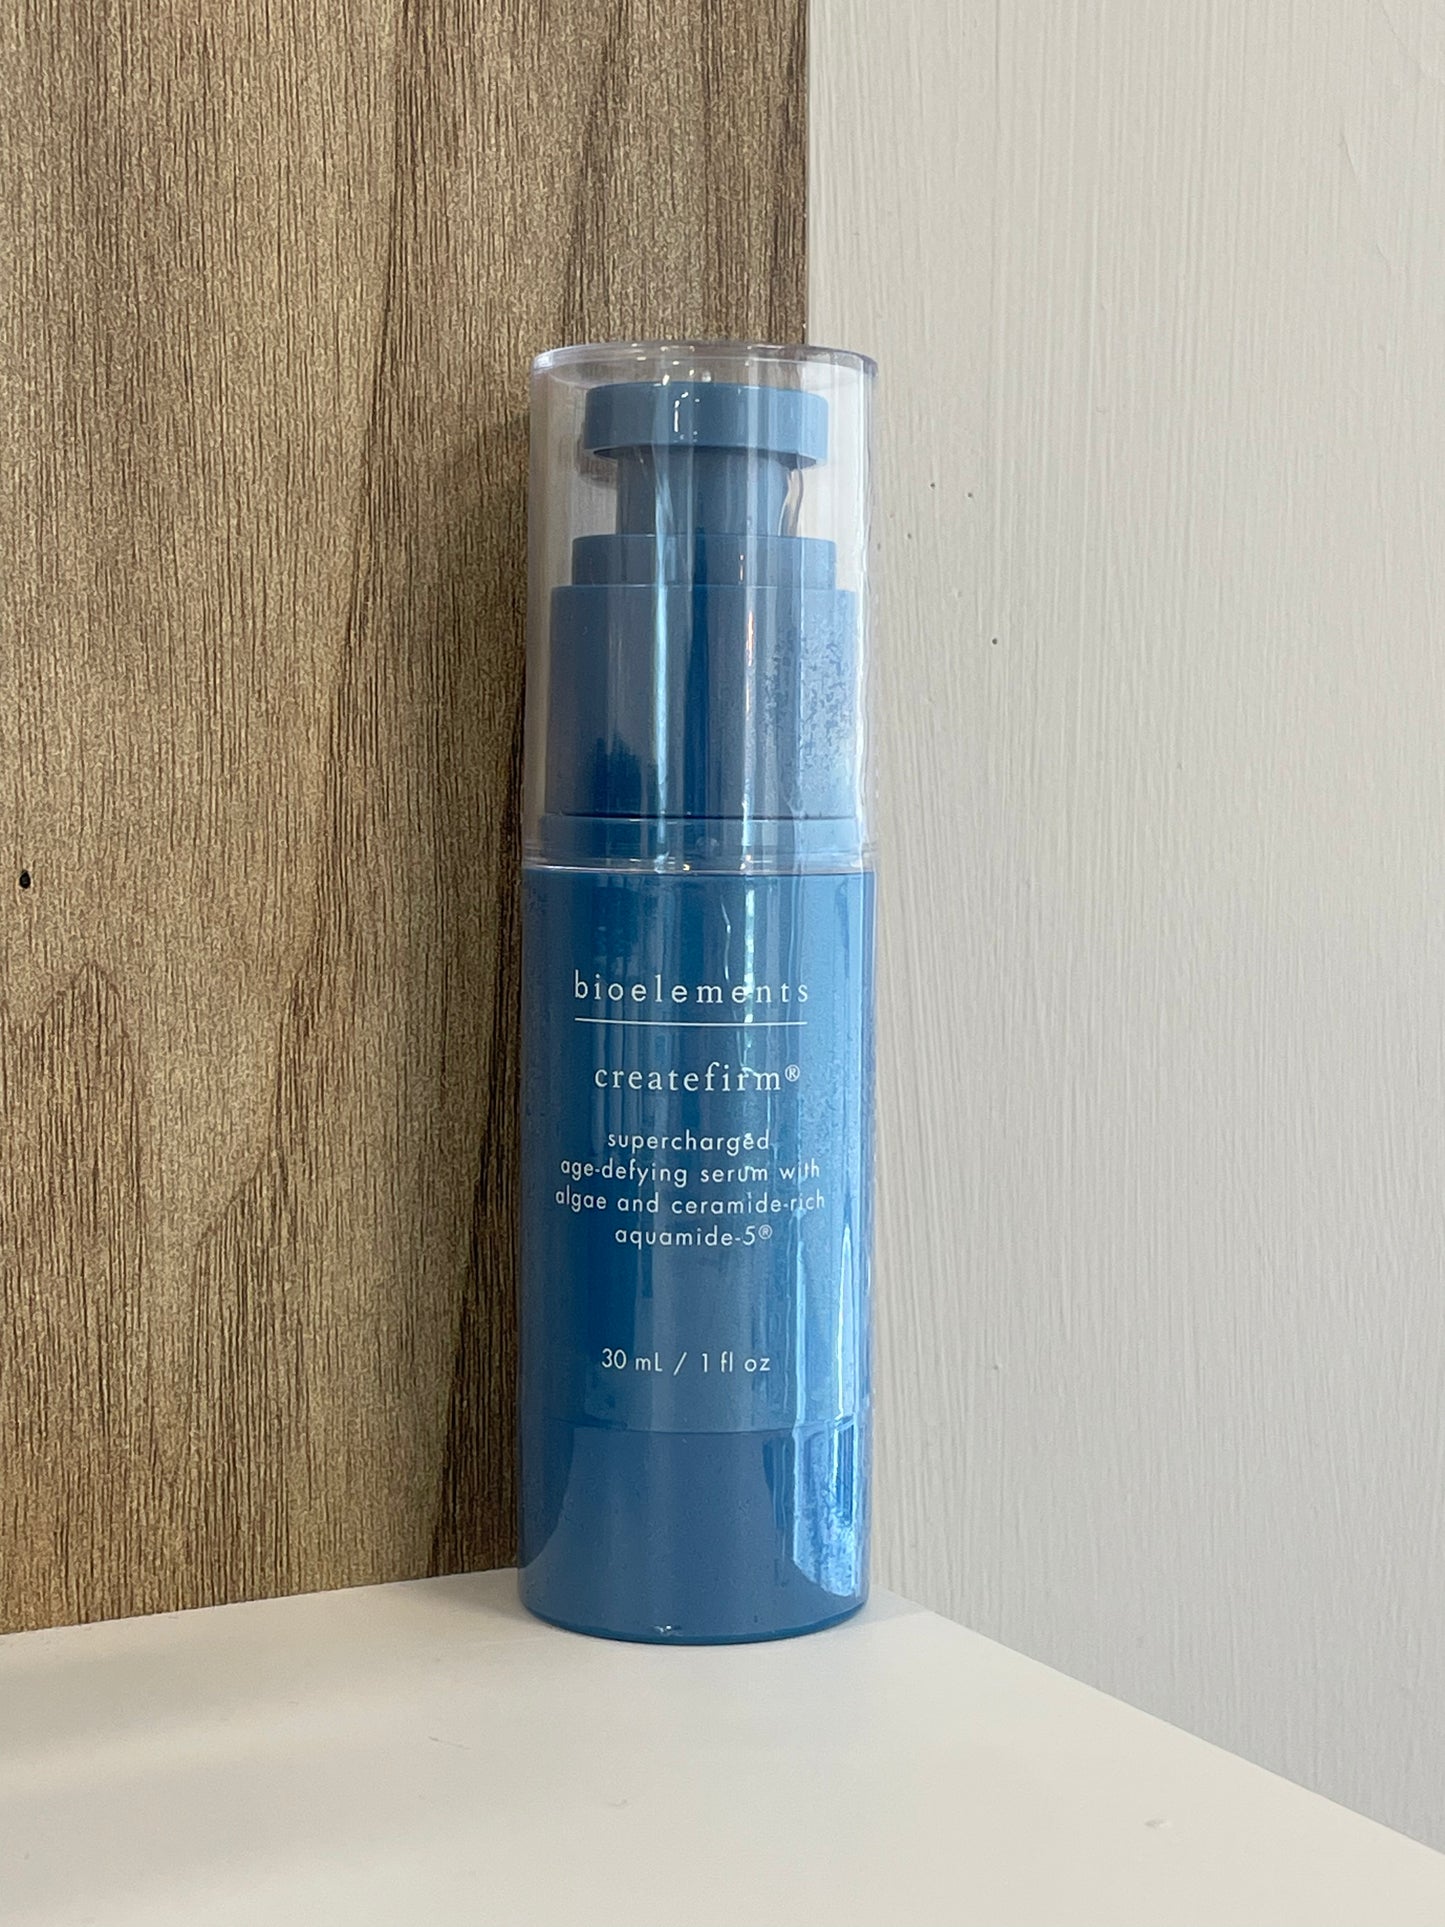 bioelements
createfirm®
supercharged
age-defying serum with
algae and ceramide-rich
aquamide-5®
30 mL / 1 fl oz